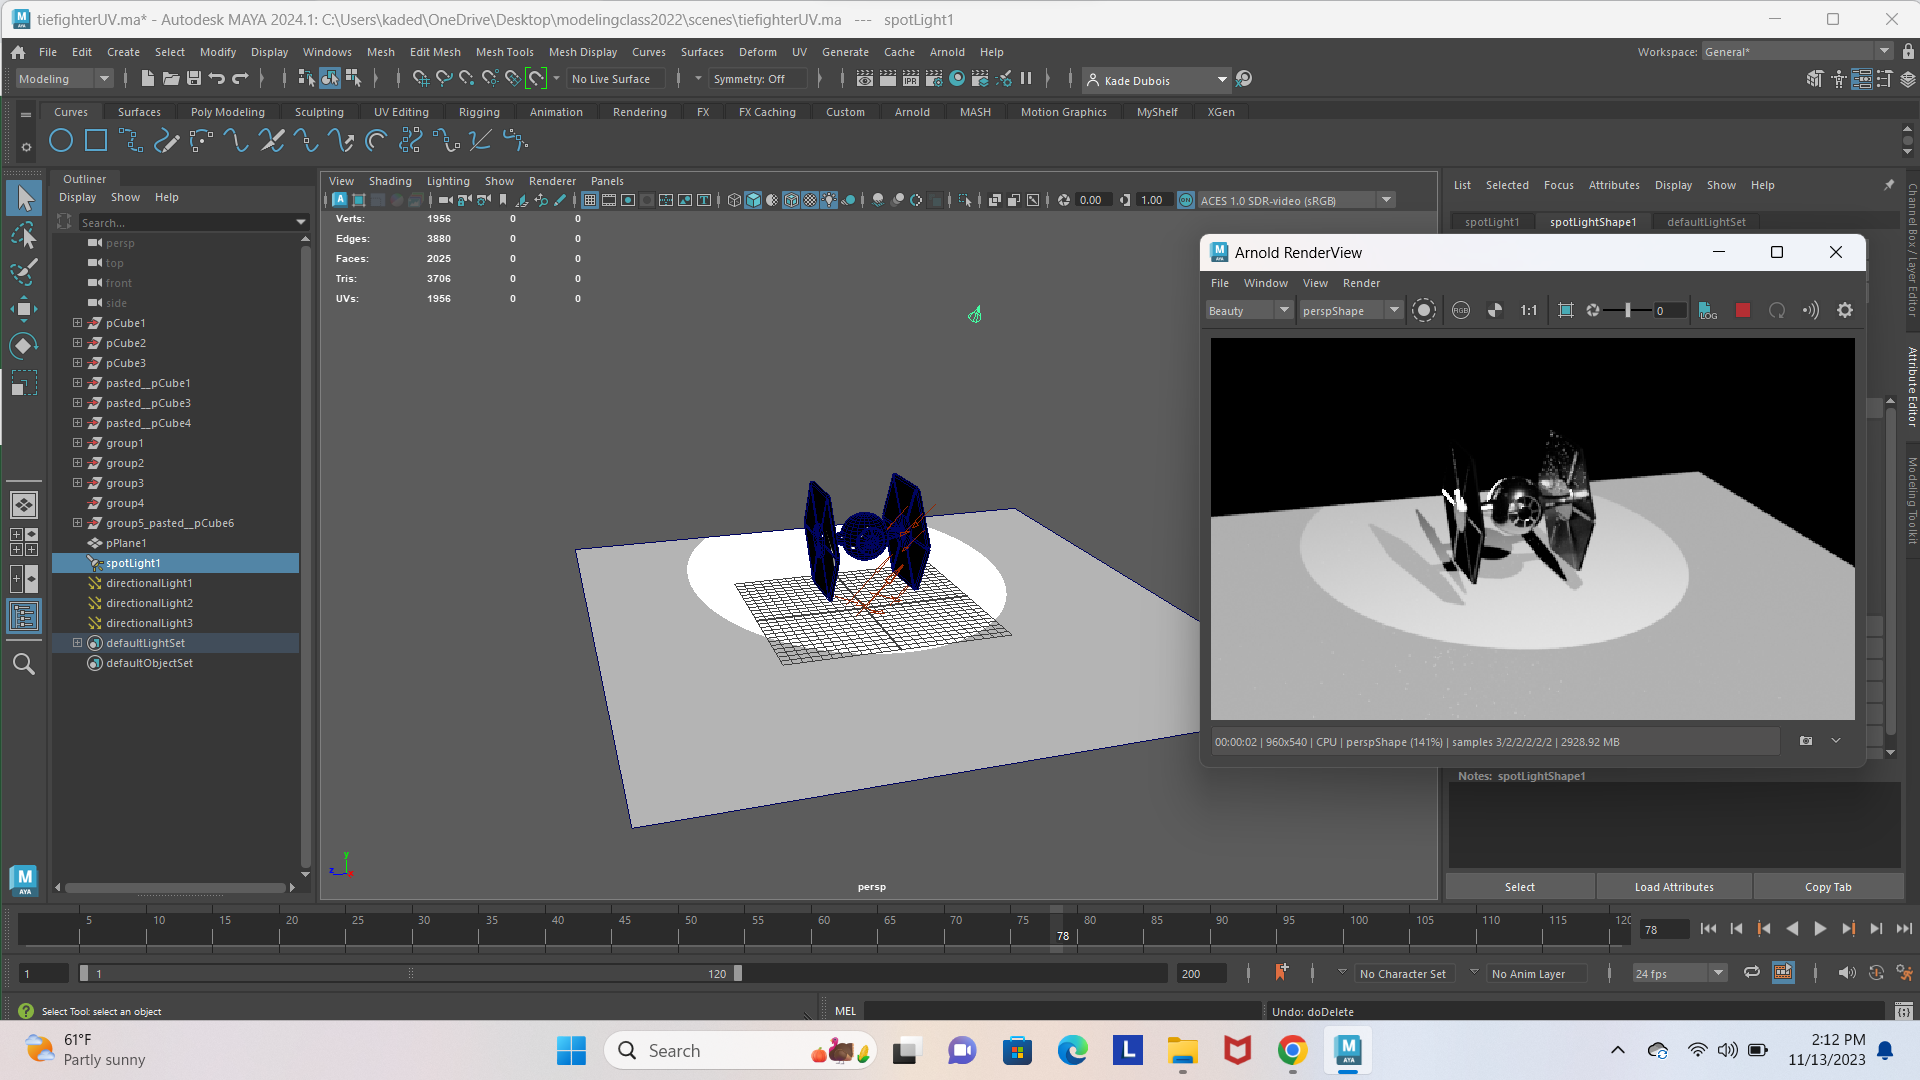 tiefighterUV.ma* - Autodesk MAYA 2024.1: C:\Users\kaded\OneDrive\Desktop\modelingclass2022\scenes\tiefighterUV.ma --- spotLight1
File Edit Create Select Modify Display Windows Mesh Edit Mesh Mesh Tools Mesh Display Curves Surfaces Deform UV Generate Cache Arnold Help Workspace: General*
Modeling No Live Surface Symmetry: Off Kade Dubois
Curves Surfaces Poly Modeling Sculpting UV Editing Rigging Animation Rendering FX FX Caching Custom Arnold MASH Motion Graphics MyShelf XGen
Outliner
Display Show Help
Search...
persp
top
front
side
pCube1
pCube2
pCube3
pasted__pCube1
pasted__pCube3
pasted__pCube4
group1
group2
group3
group4
group5_pasted__pCube6
pPlane1
spotLight1
directionalLight1
directionalLight2
directionalLight3
defaultLightSet
defaultObjectSet
View Shading Lighting Show Renderer Panels
0.00 1.00 ACES 1.0 SDR-video (sRGB)
Verts: 1956 0 0
Edges: 3880 0 0
Faces: 2025 0 0
Tris: 3706 0 0
UVs: 1956 0 0
persp
List Selected Focus Attributes Display Show Help
spotLight1 spotLightShape1 defaultLightSet
Arnold RenderView
File Window View Render
Beauty perspShape 1:1 0 LOG
00:00:02 | 960x540 | CPU | perspShape (141%) | samples 3/2/2/2/2/2 | 2928.92 MB
Notes: spotLightShape1
Select Load Attributes Copy Tab
Channel Box / Layer Editor
Attribute Editor
Modeling Toolkit
5 10 15 20 25 30 35 40 45 50 55 60 65 70 75 80 85 90 95 100 105 110 115 120
78 78
1 1 120 200 No Character Set No Anim Layer 24 fps
Select Tool: select an object MEL Undo: doDelete
61°F
Partly sunny
Search
2:12 PM
11/13/2023